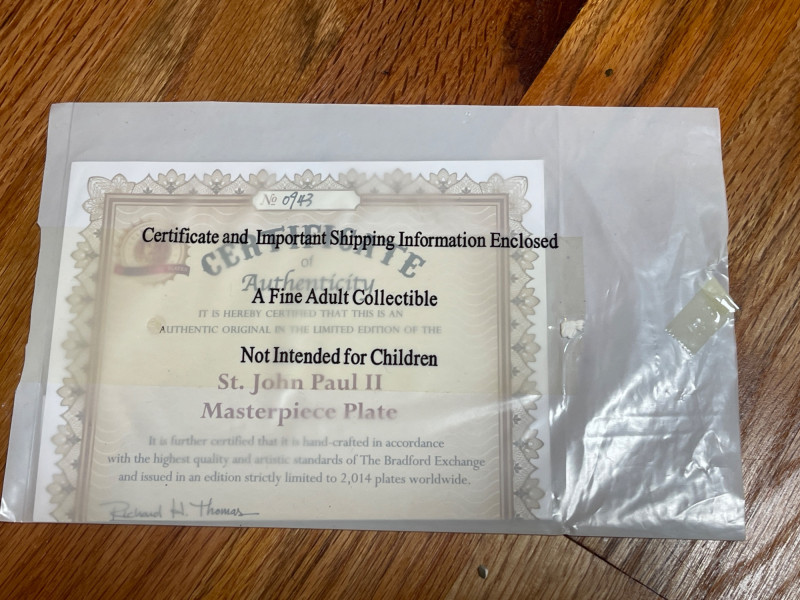 No 0943
Certificate and Important Shipping Information Enclosed
CERTIFICATE
of
Authenticity
A Fine Adult Collectible
IT IS HEREBY CERTIFIED THAT THIS IS AN
AUTHENTIC ORIGINAL IN THE LIMITED EDITION OF THE
Not Intended for Children
St. John Paul II
Masterpiece Plate
It is further certified that it is hand-crafted in accordance
with the highest quality and artistic standards of The Bradford Exchange
and issued in an edition strictly limited to 2,014 plates worldwide.
Richard H. Thomas